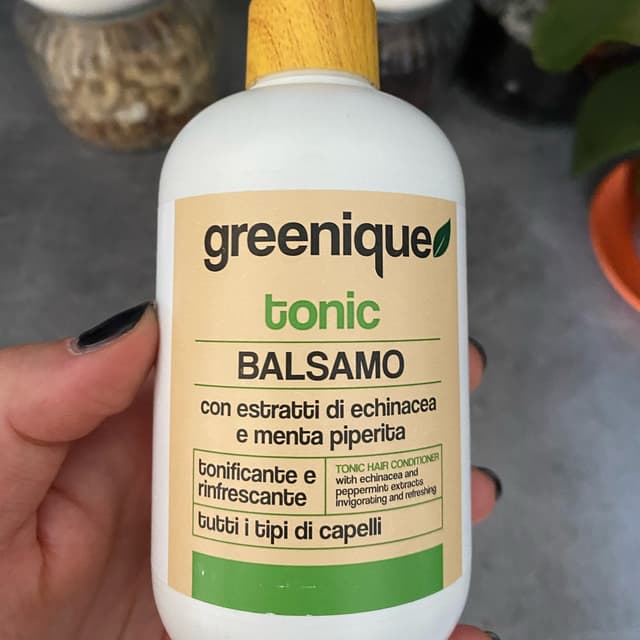 greenique
tonic
BALSAMO
con estratti di echinacea
e menta piperita
tonificante e
rinfrescante
TONIC HAIR CONDITIONER
with echinacea and
peppermint extracts
invigorating and refreshing
tutti i tipi di capelli